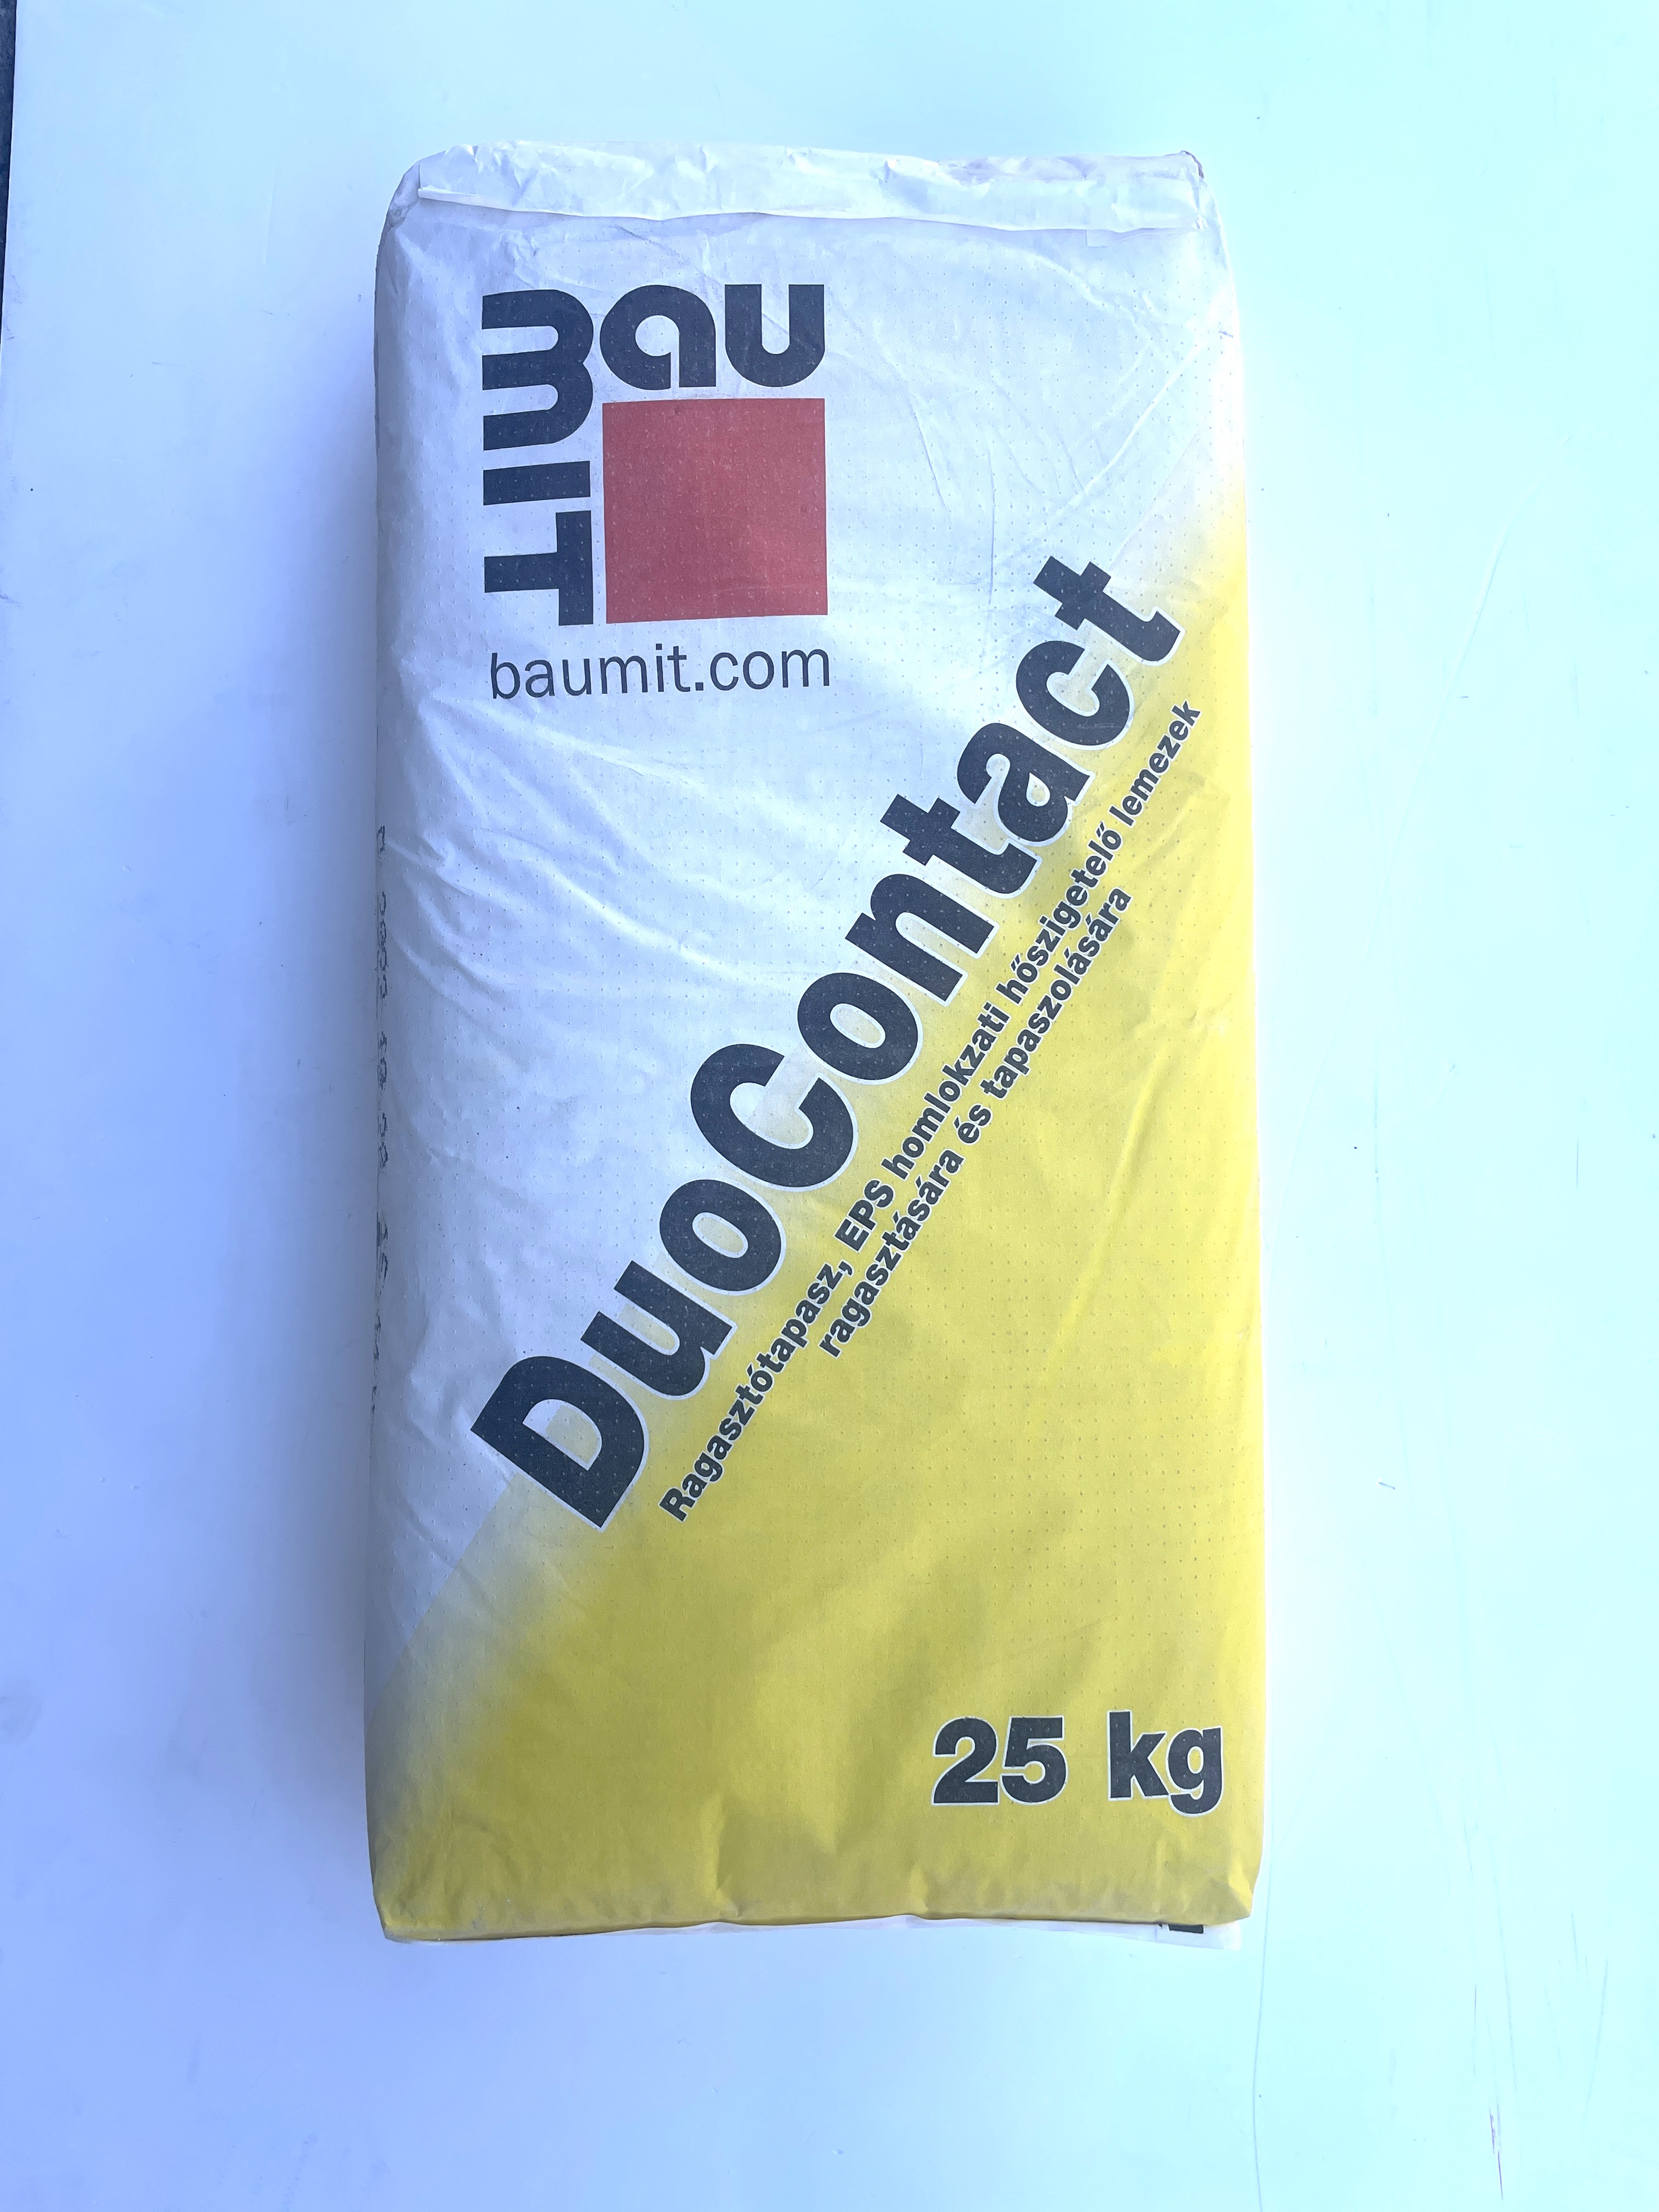 bau
mit
baumit.com
DuoContact
Ragasztótapasz, EPS homlokzati hőszigetelő lemezek
ragasztására és tapaszolására
25 kg